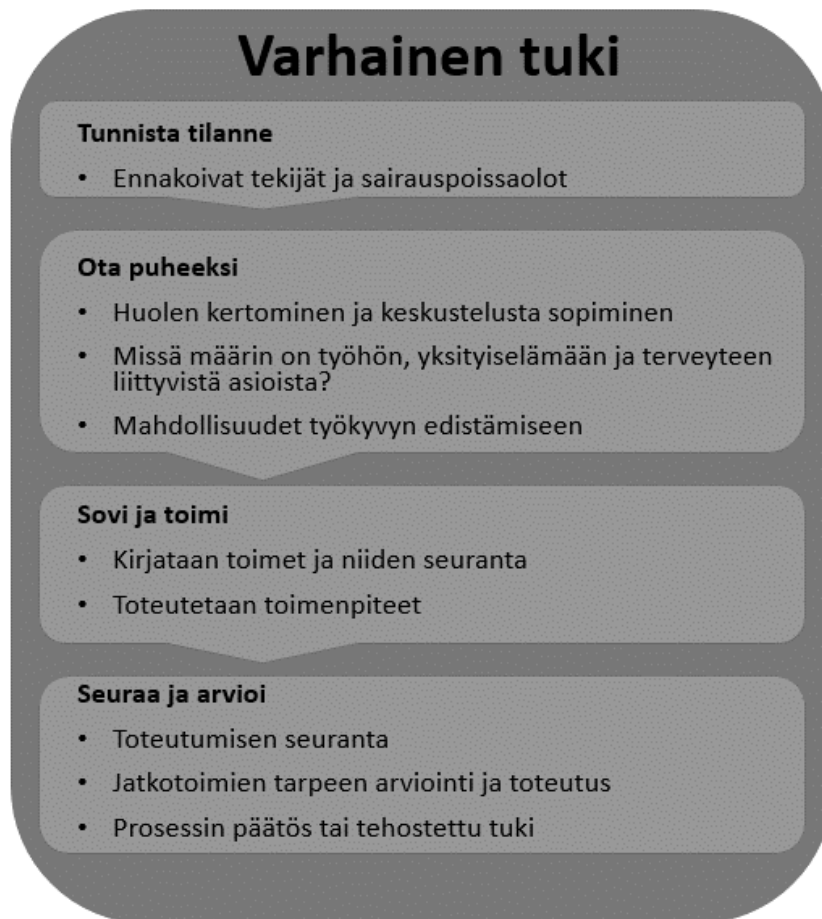 Varhainen tuki
Tunnista tilanne
• Ennakoivat tekijät ja sairauspoissaolot
Ota puheeksi
• Huolen kertominen ja keskustelusta sopiminen
• Missä määrin on työhön, yksityiselämään ja terveyteen
liittyvistä asioista?
• Mahdollisuudet työkyvyn edistämiseen
Sovi ja toimi
• Kirjataan toimet ja niiden seuranta
• Toteutetaan toimenpiteet
Seuraa ja arvioi
• Toteutumisen seuranta
• Jatkotoimien tarpeen arviointi ja toteutus
• Prosessin päätös tai tehostettu tuki